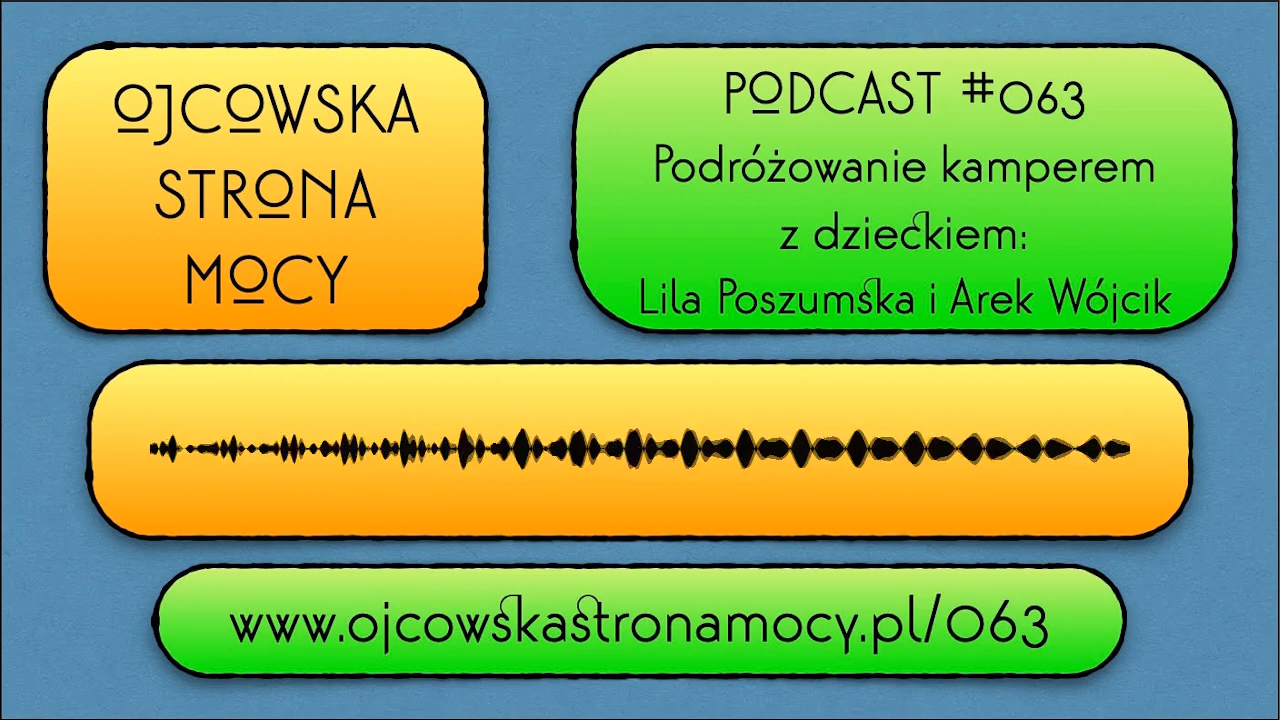 OJCOWSKA
STRONA
MOCY
PODCAST #063
Podróżowanie kamperem
z dzieckiem:
Lila Poszumska i Arek Wójcik
www.ojcowskastronamocy.pl/063